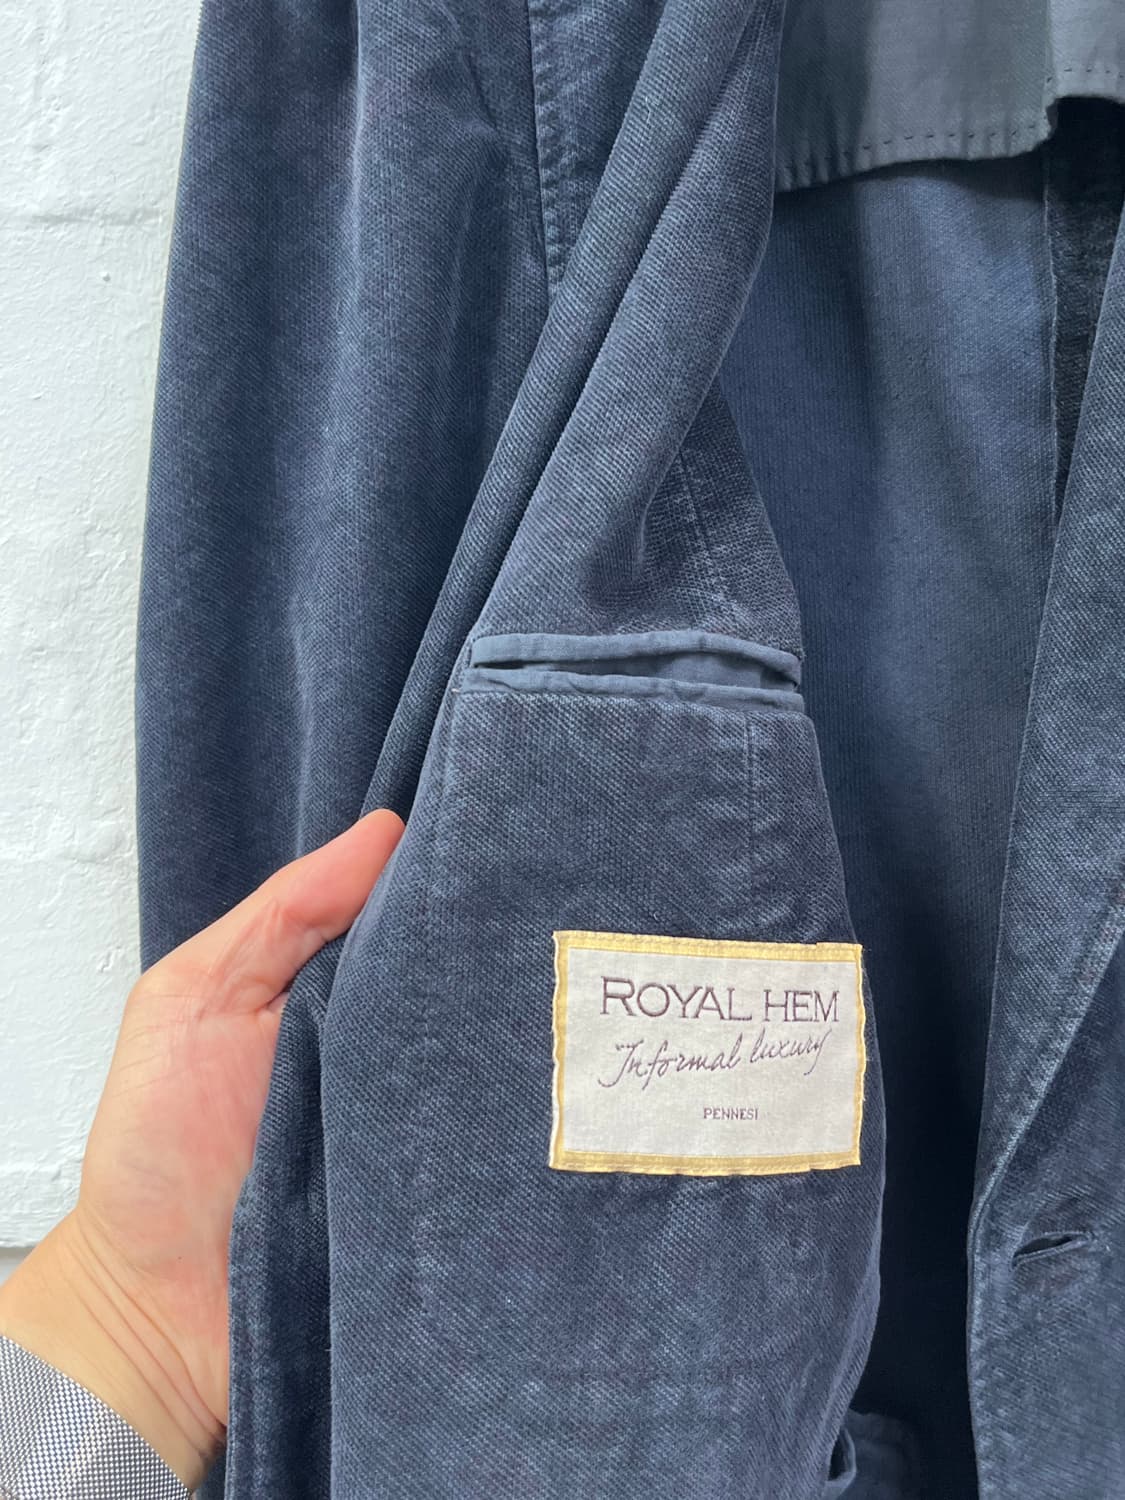 ROYAL HEM
Informal luxury
PENNESI